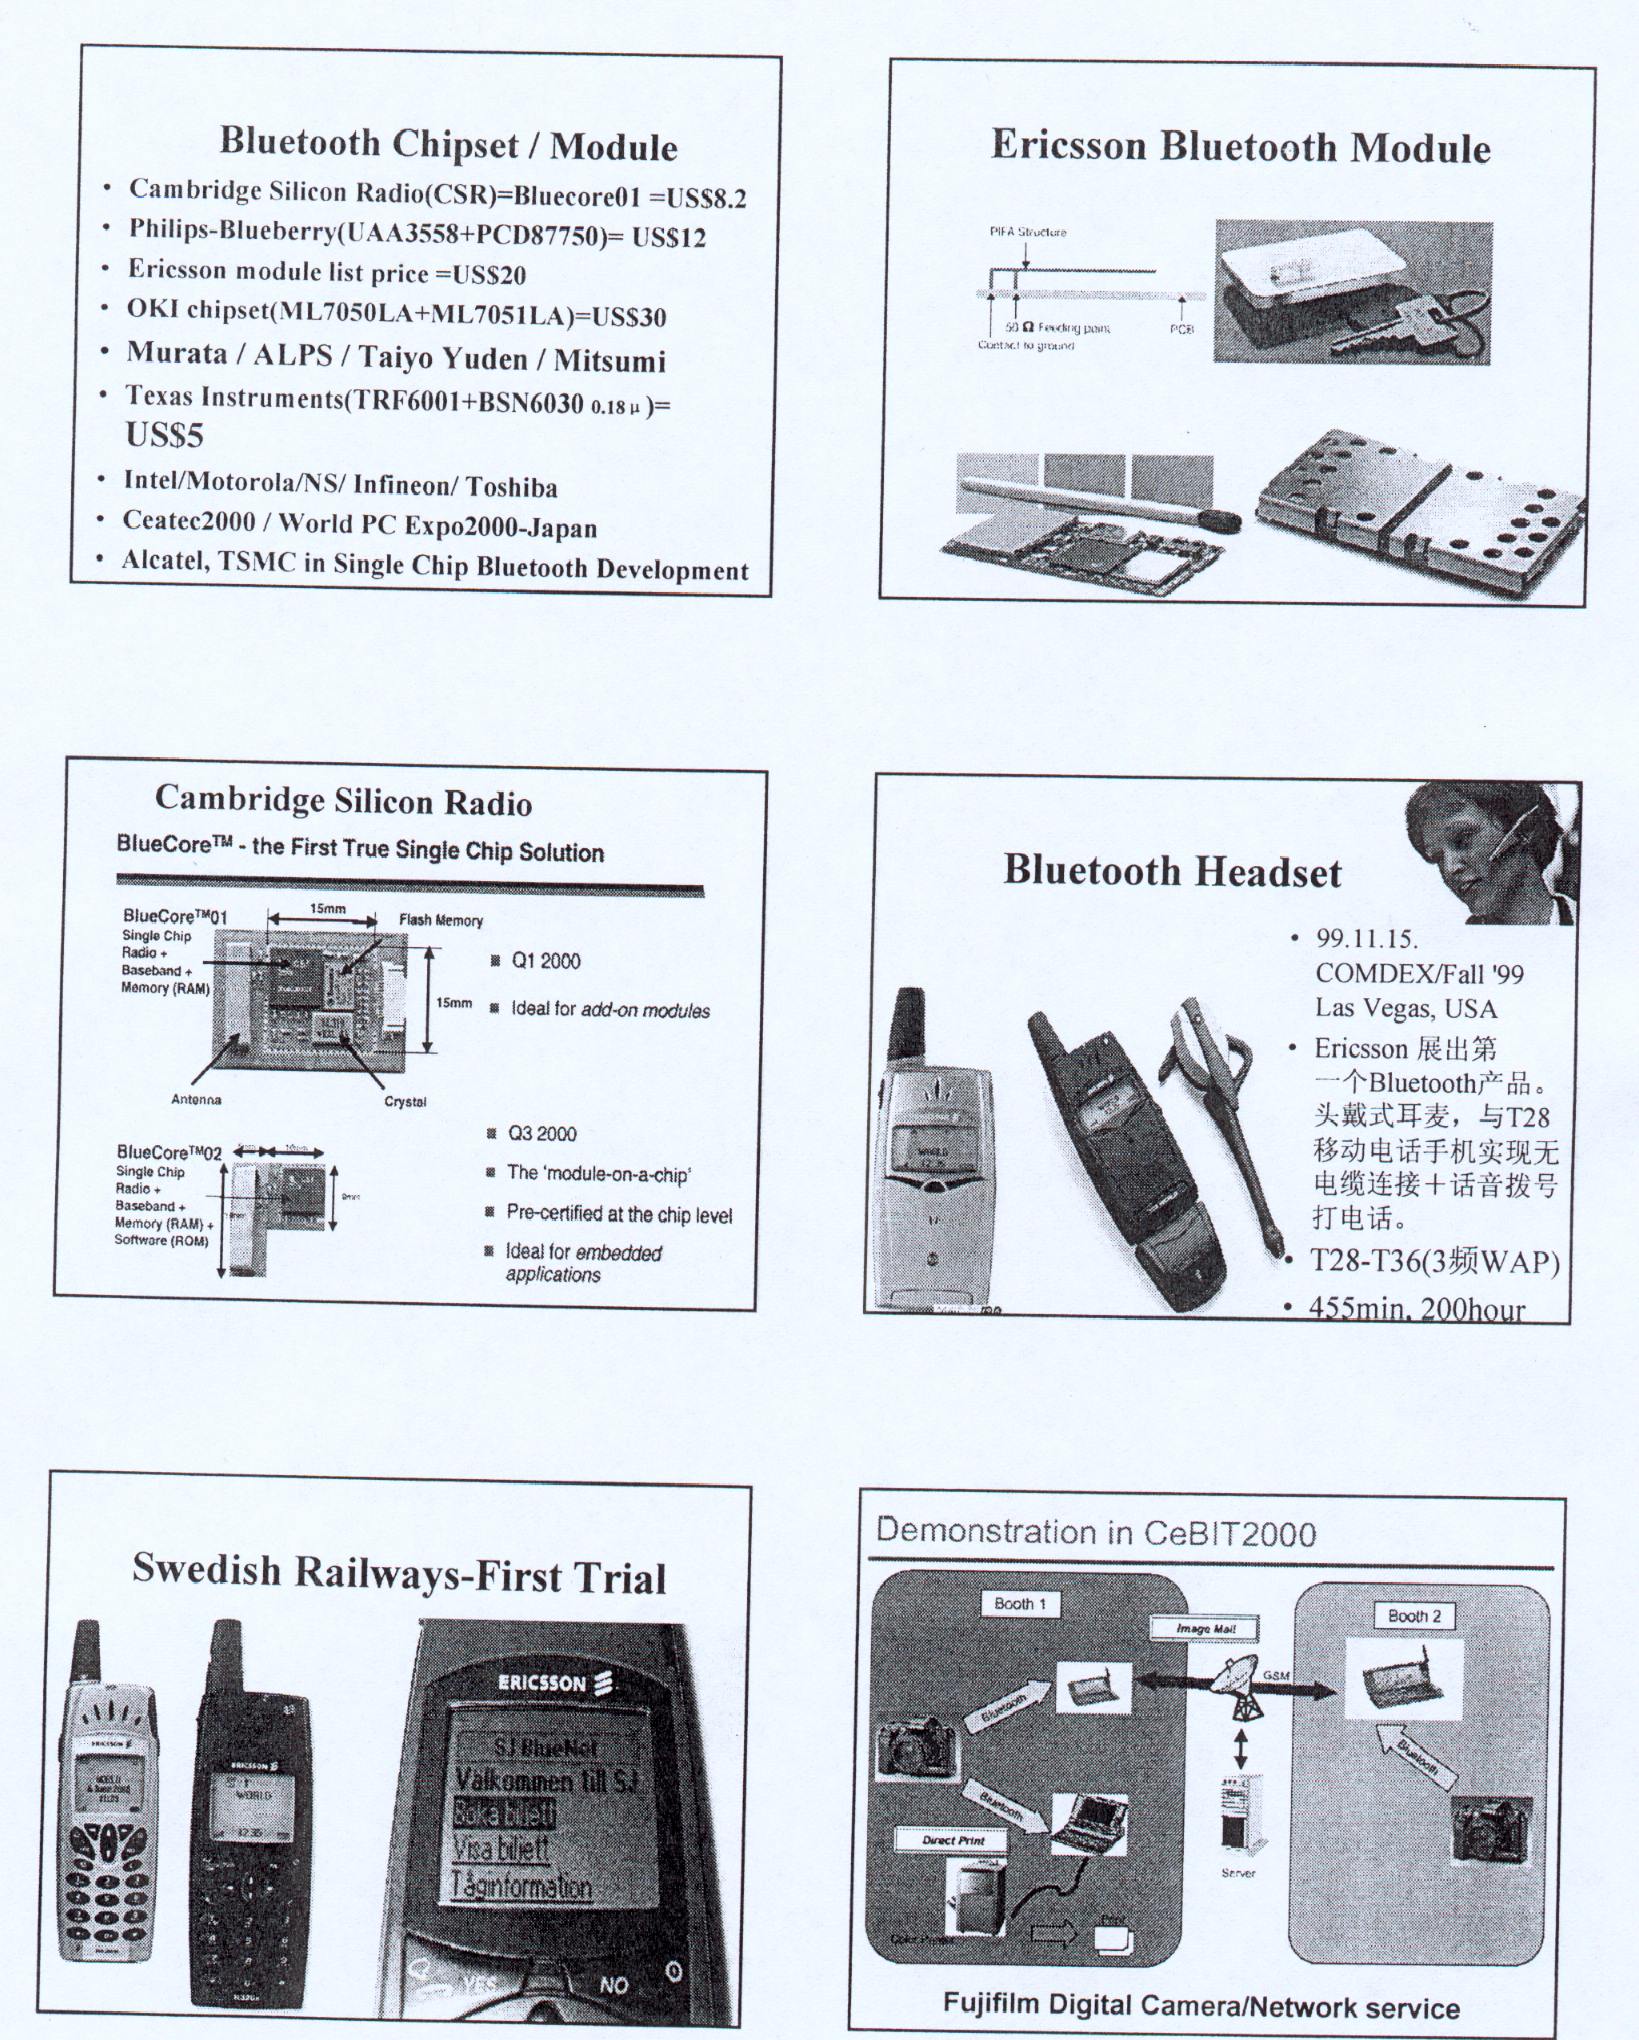 Bluetooth Chipset / Module
• Cambridge Silicon Radio(CSR)=Bluecore01 =US$8.2
• Philips-Blueberry(UAA3558+PCD87750)= US$12
• Ericsson module list price =US$20
• OKI chipset(ML7050LA+ML7051LA)=US$30
• Murata / ALPS / Taiyo Yuden / Mitsumi
• Texas Instruments(TRF6001+BSN6030 0.18 μ )=
US$5
• Intel/Motorola/NS/ Infineon/ Toshiba
• Ceatec2000 / World PC Expo2000-Japan
• Alcatel, TSMC in Single Chip Bluetooth Development
Ericsson Bluetooth Module
PIFA Structure
50 Ω Feeding point
PCB
Contact to ground
Cambridge Silicon Radio
BlueCore™ - the First True Single Chip Solution
BlueCore™01
Single Chip
Radio +
Baseband +
Memory (RAM)
15mm
Flash Memory
15mm
Antenna
Crystal
■ Q1 2000
■ Ideal for add-on modules
BlueCore™02
Single Chip
Radio +
Baseband +
Memory (RAM) +
Software (ROM)
■ Q3 2000
■ The 'module-on-a-chip'
■ Pre-certified at the chip level
■ Ideal for embedded
applications
Bluetooth Headset
• 99.11.15.
COMDEX/Fall '99
Las Vegas, USA
• Ericsson 展出第
一个Bluetooth产品。
头戴式耳麦，与T28
移动电话手机实现无
电缆连接＋话音拨号
打电话。
• T28-T36(3频WAP)
• 455min, 200hour
WORLD
Swedish Railways-First Trial
ERICSSON
ERICSSON
WORLD
12:35
ERICSSON
SJ BlueNet
Välkommen till SJ
Boka biljett
Visa biljett
Tåginformation
YES
NO
Demonstration in CeBIT2000
Booth 1
Image Mail
Booth 2
GSM
Bluetooth
Bluetooth
Bluetooth
Direct Print
Server
Color Printer
Fujifilm Digital Camera/Network service